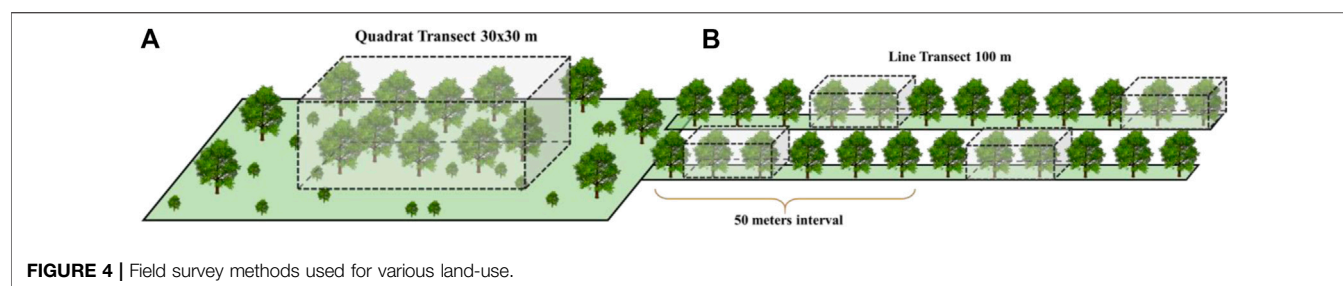 A
Quadrat Transect 30x30 m
B
Line Transect 100 m
50 meters interval
FIGURE 4 | Field survey methods used for various land-use.